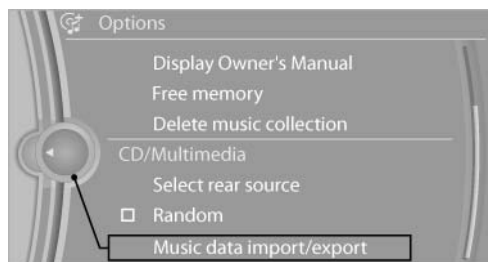 Options
Display Owner's Manual
Free memory
Delete music collection
CD/Multimedia
Select rear source
Random
Music data import/export